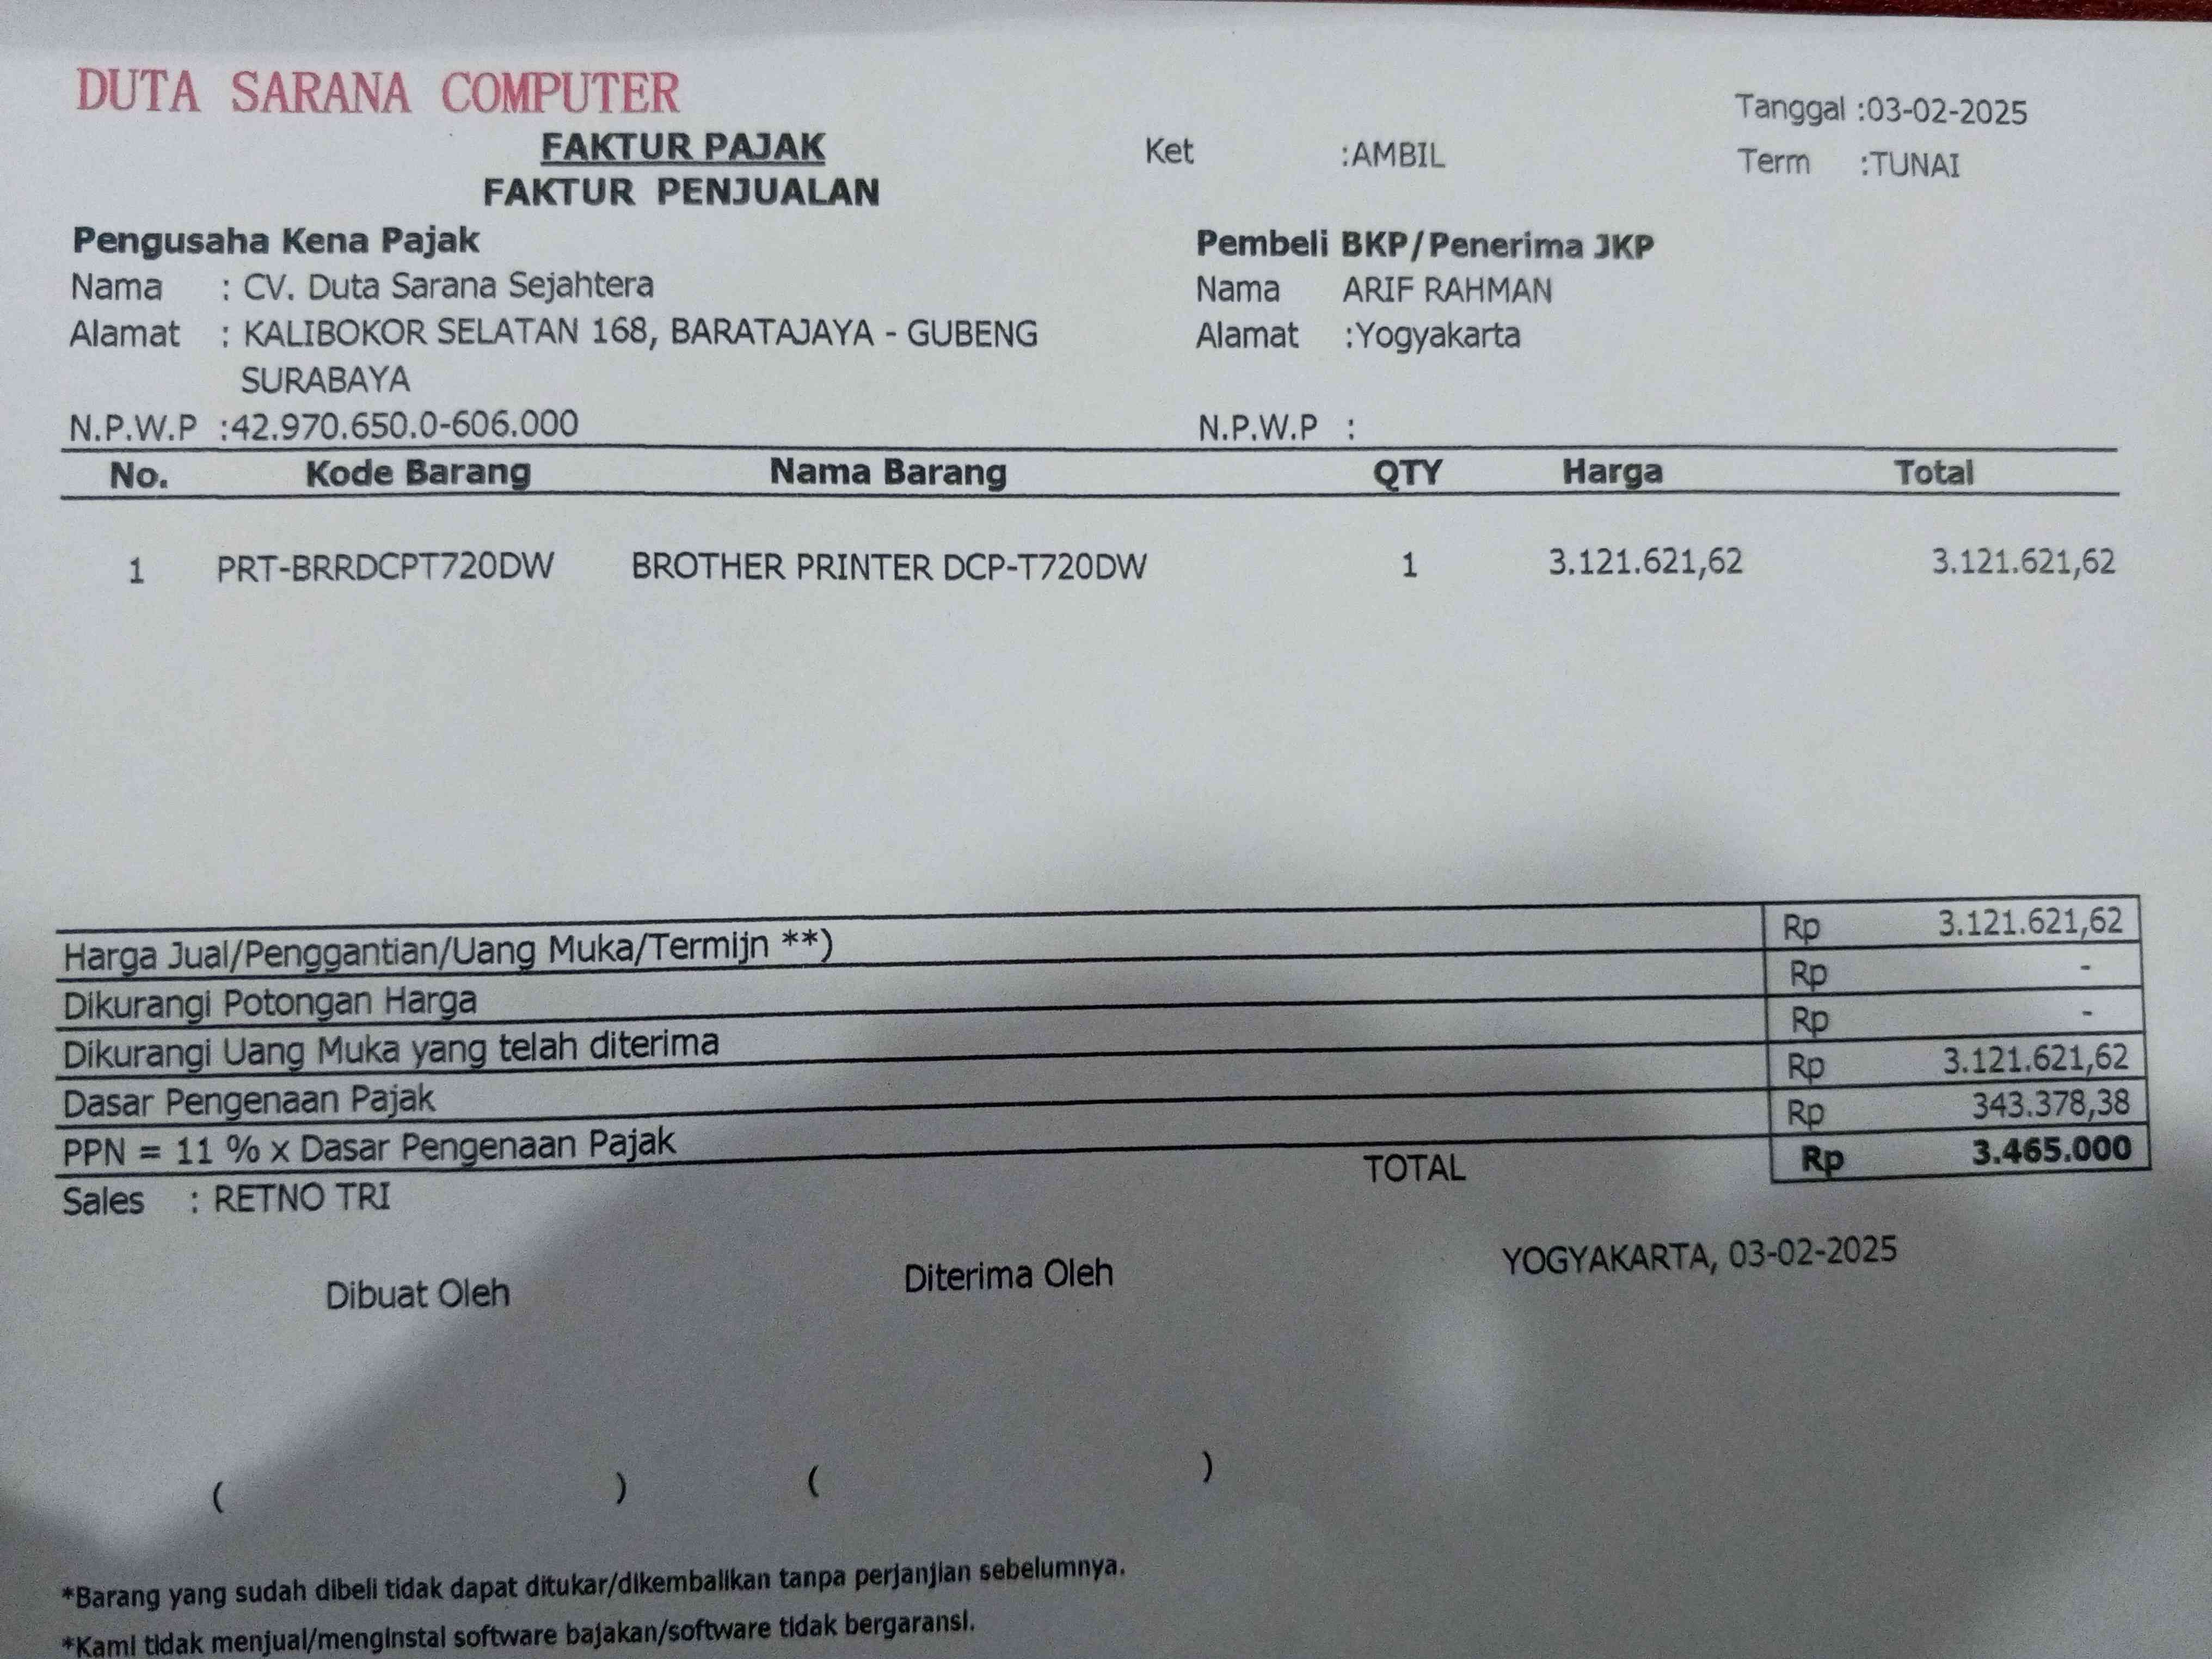 DUTA SARANA COMPUTER
FAKTUR PAJAK
FAKTUR PENJUALAN
Ket :AMBIL
Tanggal :03-02-2025
Term :TUNAI
Pengusaha Kena Pajak
Nama : CV. Duta Sarana Sejahtera
Alamat : KALIBOKOR SELATAN 168, BARATAJAYA - GUBENG
SURABAYA
N.P.W.P :42.970.650.0-606.000
Pembeli BKP/Penerima JKP
Nama ARIF RAHMAN
Alamat :Yogyakarta
N.P.W.P :
No. Kode Barang Nama Barang QTY Harga Total
1 PRT-BRRDCPT720DW BROTHER PRINTER DCP-T720DW 1 3.121.621,62 3.121.621,62
Harga Jual/Penggantian/Uang Muka/Termijn **) Rp 3.121.621,62
Dikurangi Potongan Harga Rp -
Dikurangi Uang Muka yang telah diterima Rp -
Dasar Pengenaan Pajak Rp 3.121.621,62
PPN = 11 % x Dasar Pengenaan Pajak Rp 343.378,38
TOTAL Rp 3.465.000
Sales : RETNO TRI
YOGYAKARTA, 03-02-2025
Dibuat Oleh Diterima Oleh
( ) ( )
*Barang yang sudah dibeli tidak dapat ditukar/dikembalikan tanpa perjanjian sebelumnya.
*Kami tidak menjual/menginstal software bajakan/software tidak bergaransi.